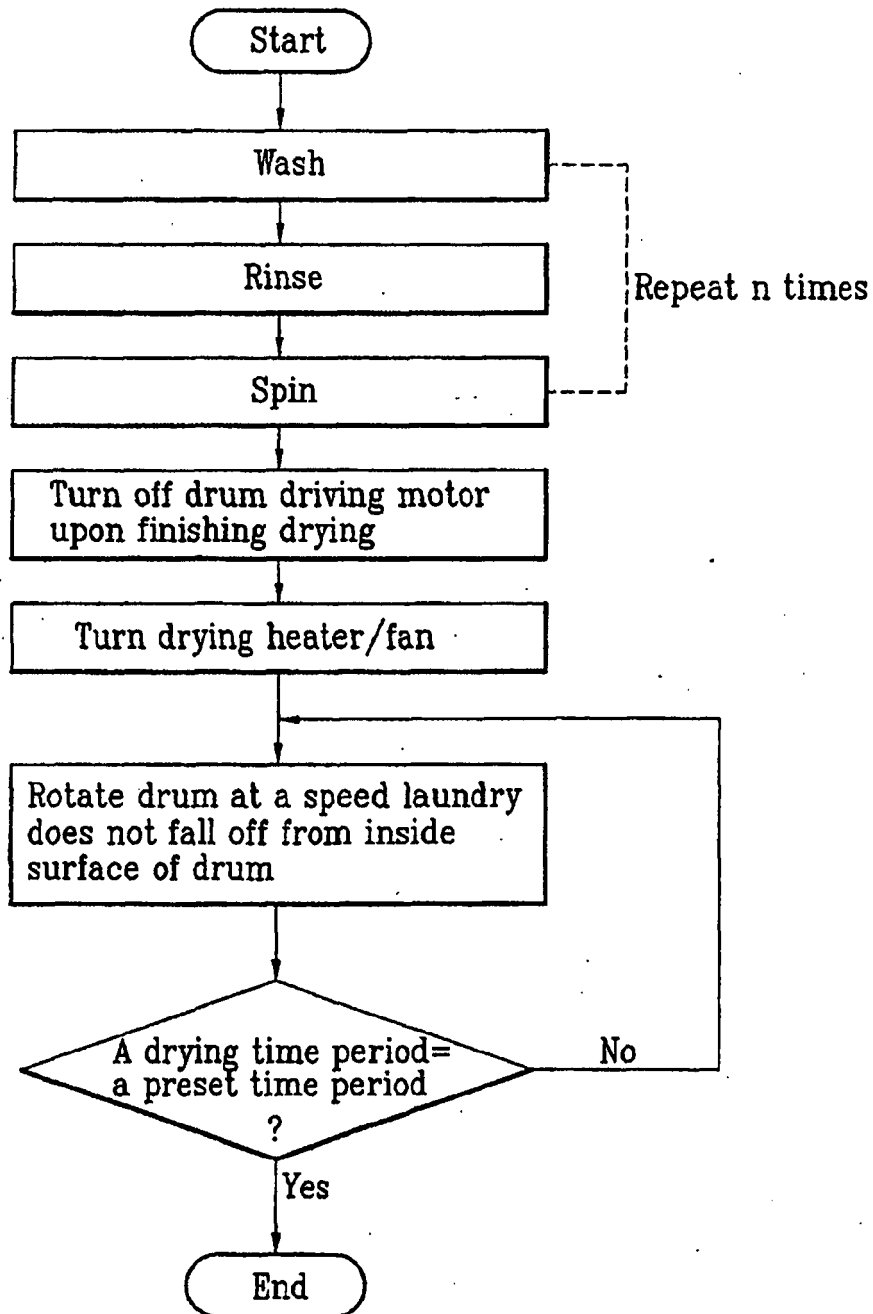 Start
Wash
Rinse
Repeat n times
Spin
Turn off drum driving motor
upon finishing drying
Turn drying heater/fan
Rotate drum at a speed laundry
does not fall off from inside
surface of drum
A drying time period=
a preset time period
?
No
Yes
End